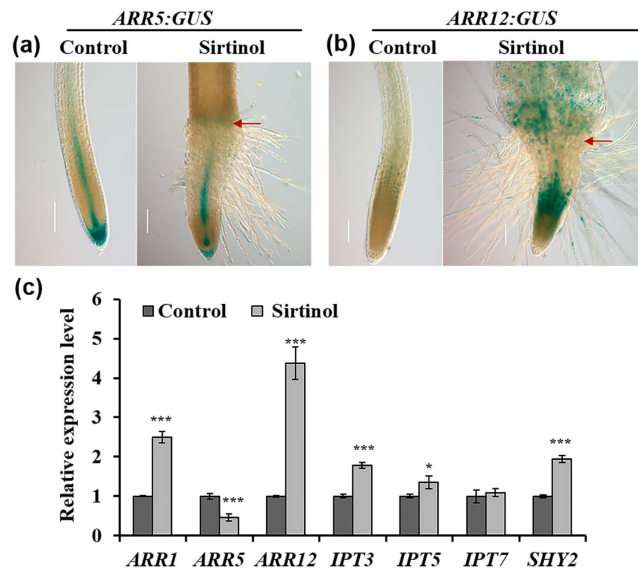 ARR5:GUS
ARR12:GUS
(a) Control Sirtinol
(b) Control Sirtinol
(c)
Control Sirtinol
Relative expression level
6
5
4
3
2
1
0
*** *** *** *** * ***
ARR1 ARR5 ARR12 IPT3 IPT5 IPT7 SHY2